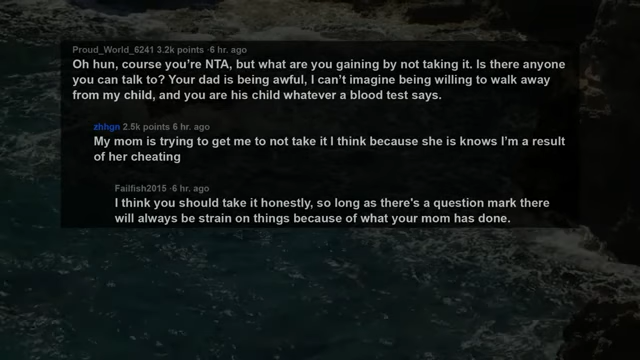 Proud_World_6241 3.2k points ·6 hr. ago
Oh hun, course you're NTA, but what are you gaining by not taking it. Is there anyone
you can talk to? Your dad is being awful, I can't imagine being willing to walk away
from my child, and you are his child whatever a blood test says.
zhhgn 2.5k points 6 hr. ago
My mom is trying to get me to not take it I think because she is knows I'm a result
of her cheating
Failfish2015 ·6 hr. ago
I think you should take it honestly, so long as there's a question mark there
will always be strain on things because of what your mom has done.